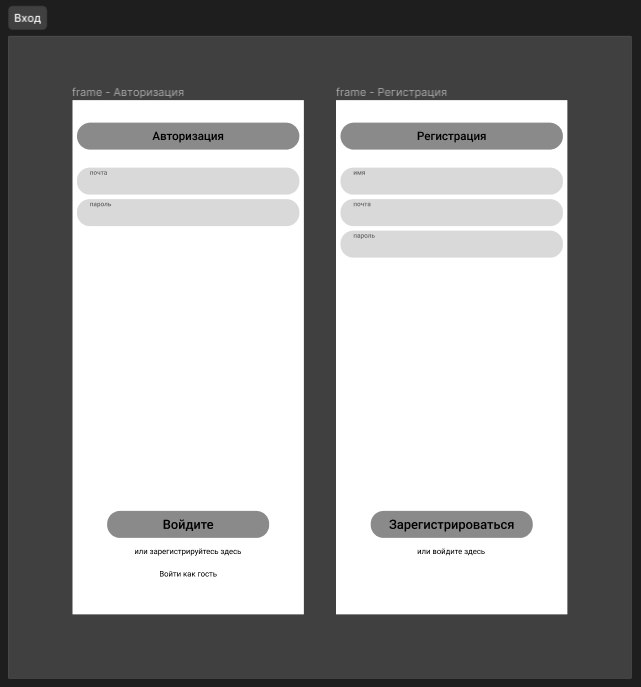 Вход
frame - Авторизация
Авторизация
почта
пароль
Войдите
или зарегистрируйтесь здесь
Войти как гость
frame - Регистрация
Регистрация
имя
почта
пароль
Зарегистрироваться
или войдите здесь